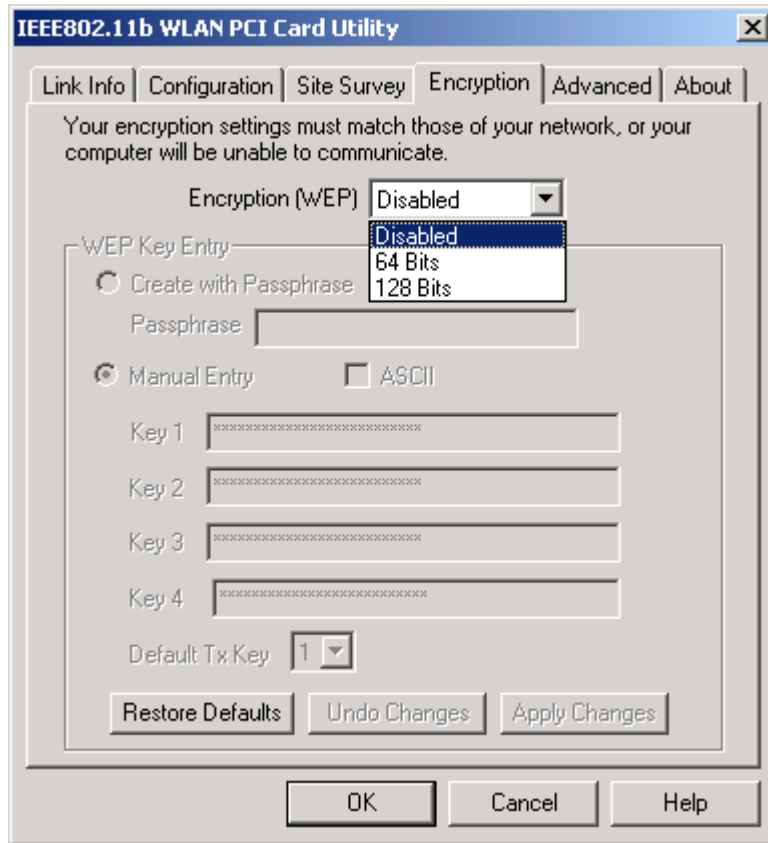 IEEE802.11b WLAN PCI Card Utility
Link Info Configuration Site Survey Encryption Advanced About
Your encryption settings must match those of your network, or your
computer will be unable to communicate.
Encryption (WEP) Disabled
Disabled
64 Bits
128 Bits
WEP Key Entry
Create with Passphrase
Passphrase
Manual Entry ASCII
Key 1 **************************
Key 2 **************************
Key 3 **************************
Key 4 **************************
Default Tx Key 1
Restore Defaults Undo Changes Apply Changes
OK Cancel Help